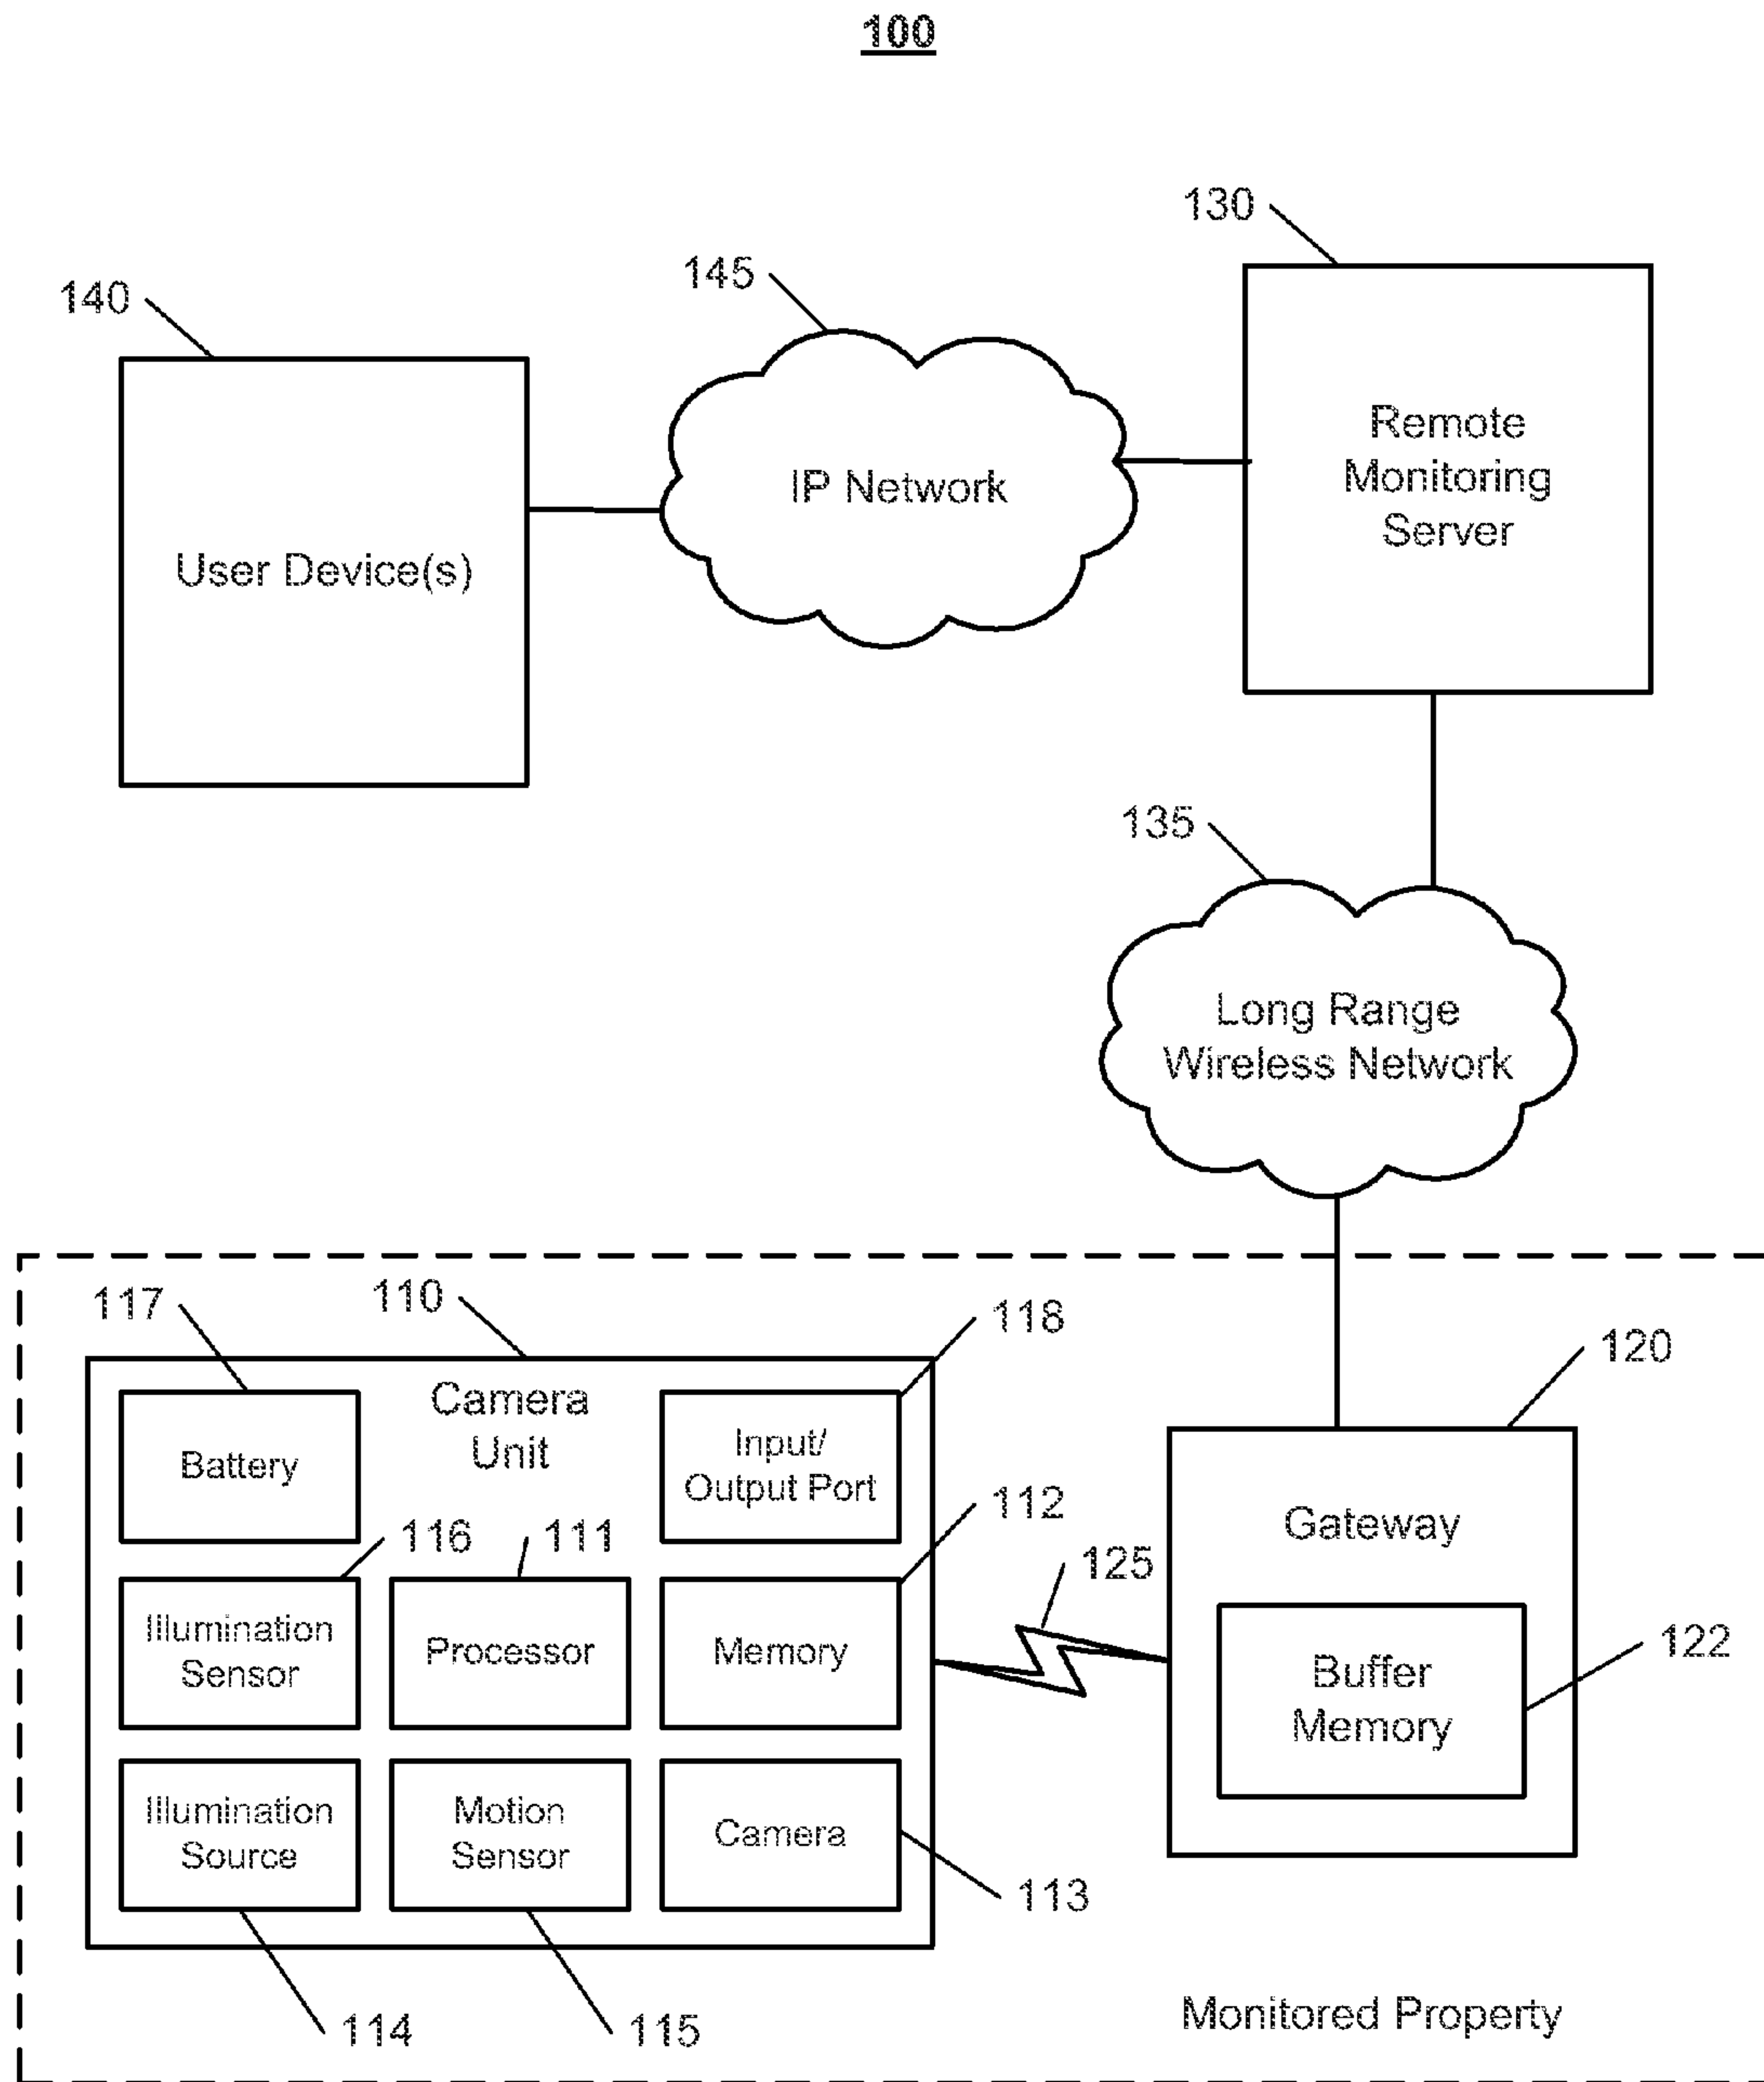 100
130
145
140
Remote
Monitoring
Server
IP Network
User Device(s)
135
Long Range
Wireless Network
117
110
118
120
Camera
Unit
Battery
Input/
Output Port
112
Gateway
116
111
125
Illumination
Sensor
Processor
Memory
122
Buffer
Memory
Illumination
Source
Motion
Sensor
Camera
113
114
115
Monitored Property